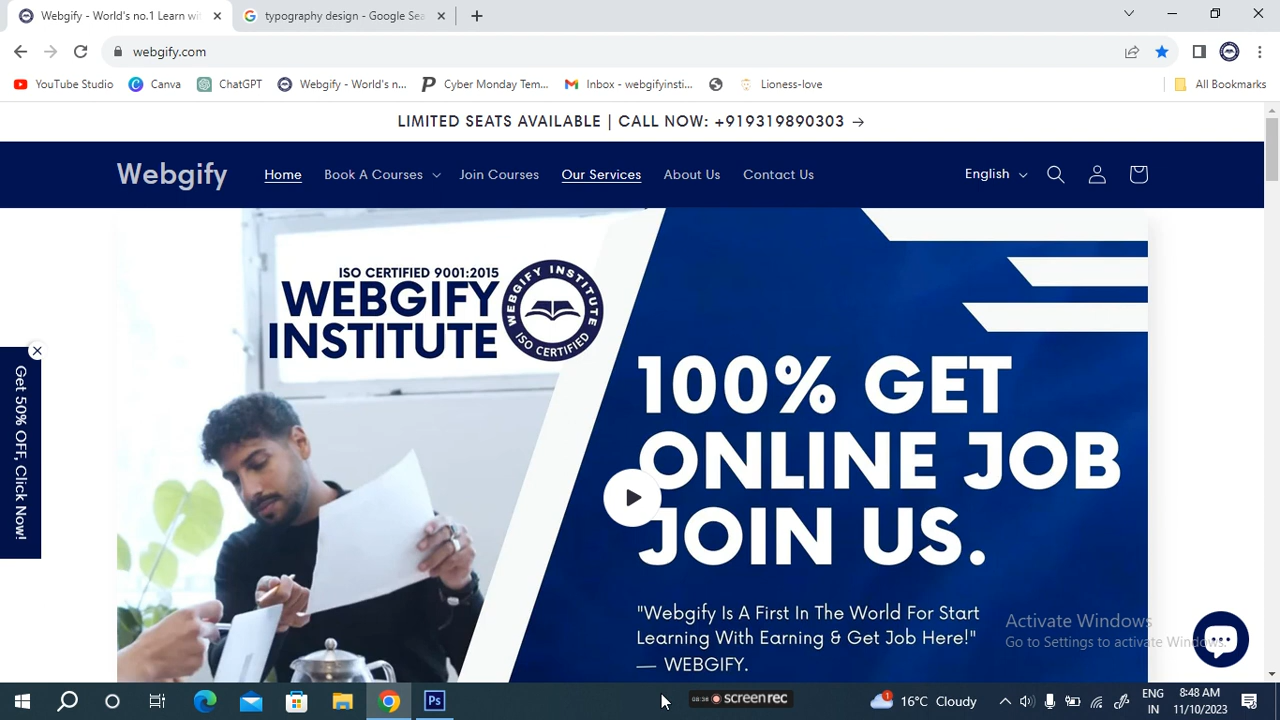 Webgify - World's no.1 Learn wi
typography design - Google Sea
webgify.com
YouTube Studio
Canva
ChatGPT
Webgify - World's n...
Cyber Monday Tem...
Inbox - webgifyinsti...
Lioness-love
All Bookmarks
LIMITED SEATS AVAILABLE | CALL NOW: +919319890303 →
Webgify
Home
Book A Courses
Join Courses
Our Services
About Us
Contact Us
English
ISO CERTIFIED 9001:2015
WEBGIFY
INSTITUTE
WEBGIFY INSTITUTE
ISO CERTIFIED
Get 50% OFF, Click Now!
100% GET
ONLINE JOB
JOIN US.
"Webgify Is A First In The World For Start
Learning With Earning & Get Job Here!"
— WEBGIFY.
Activate Windows
Go to Settings to activate Windows.
Ps
08:36
screenrec
1
16°C Cloudy
ENG
IN
8:48 AM
11/10/2023